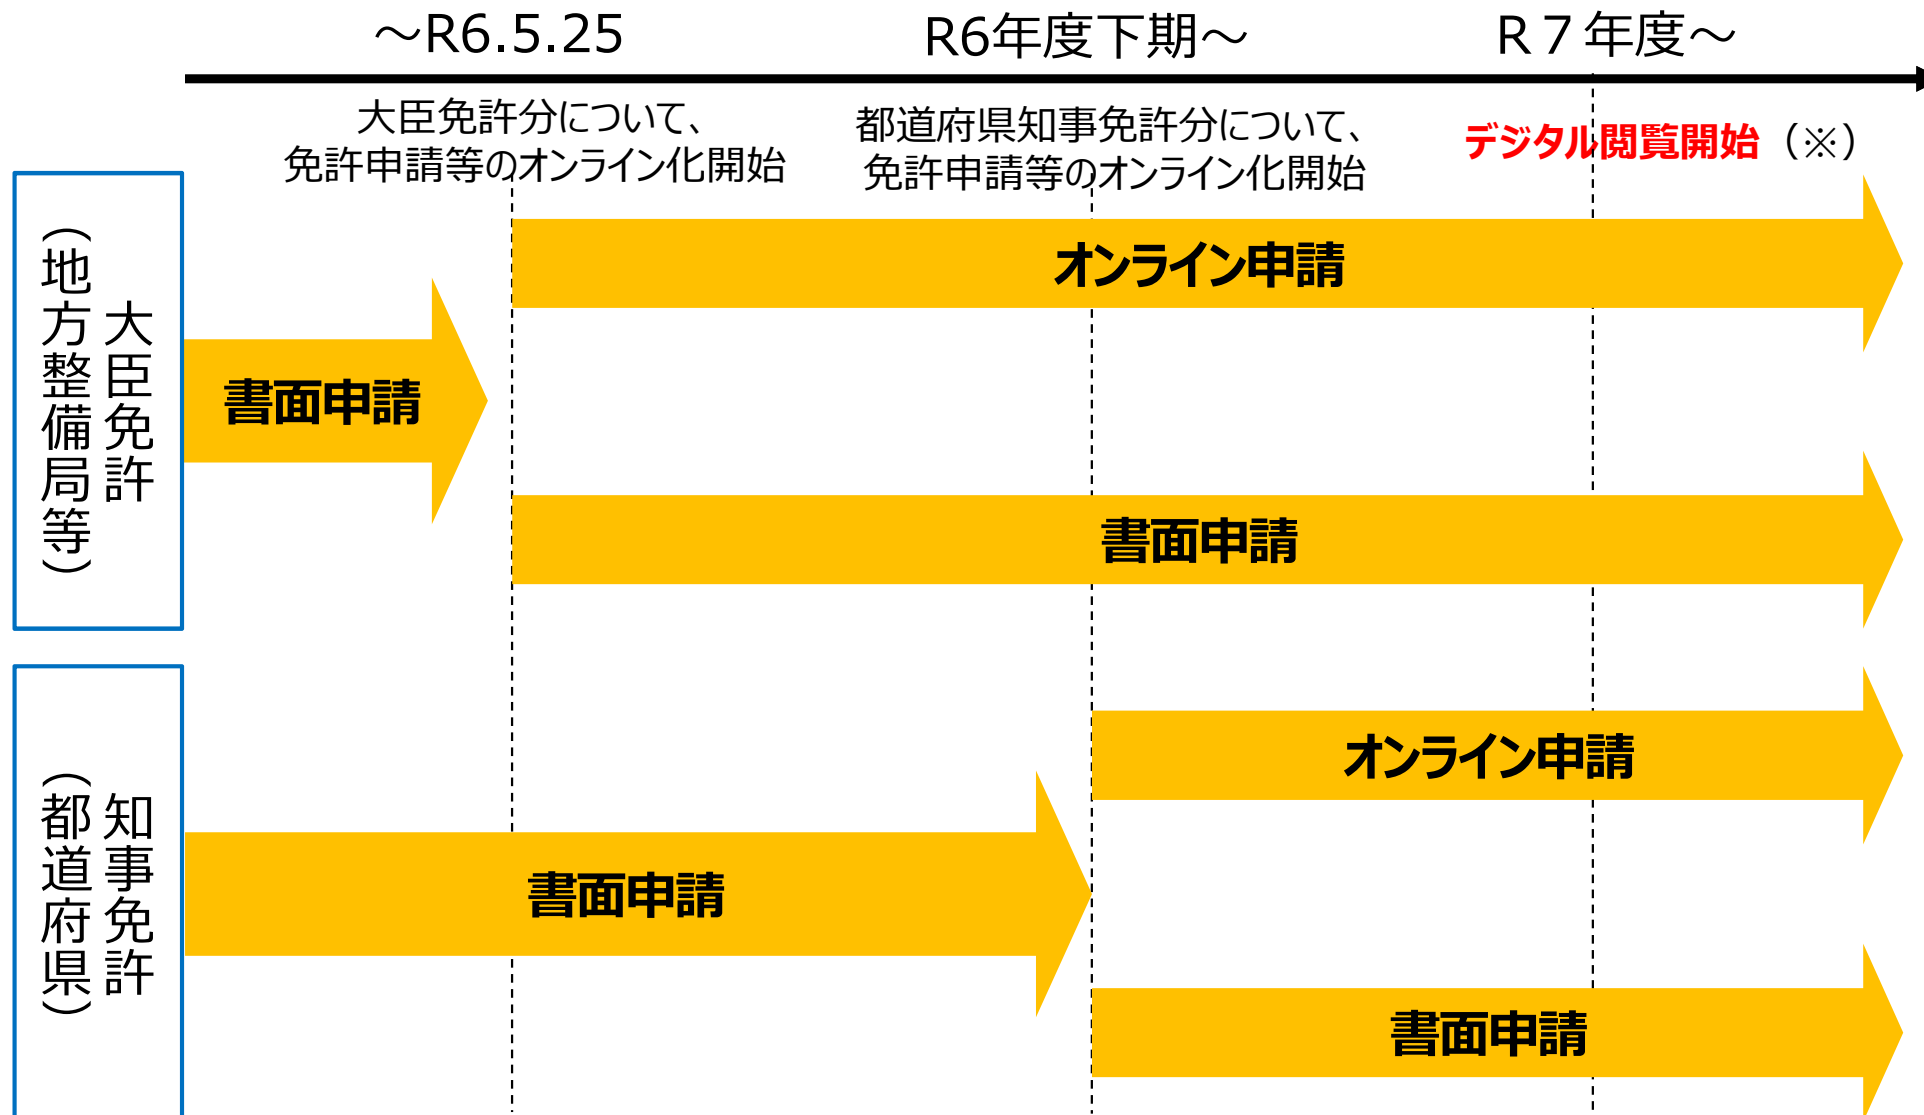 ～R6.5.25
R6年度下期～
R７年度～
大臣免許分について、
免許申請等のオンライン化開始
都道府県知事免許分について、
免許申請等のオンライン化開始
デジタル閲覧開始（※）
大臣免許
（地方整備局等）
オンライン申請
書面申請
書面申請
知事免許
（都道府県）
オンライン申請
書面申請
書面申請